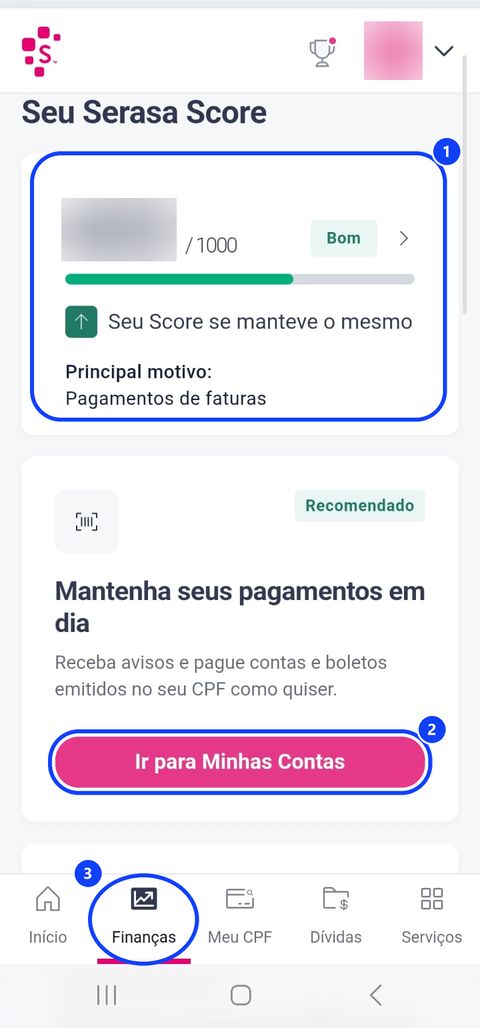 S
Seu Serasa Score
1
/1000
Bom
Seu Score se manteve o mesmo
Principal motivo:
Pagamentos de faturas
Recomendado
Mantenha seus pagamentos em
dia
Receba avisos e pague contas e boletos
emitidos no seu CPF como quiser.
2
Ir para Minhas Contas
3
Início
Finanças
Meu CPF
Dívidas
Serviços